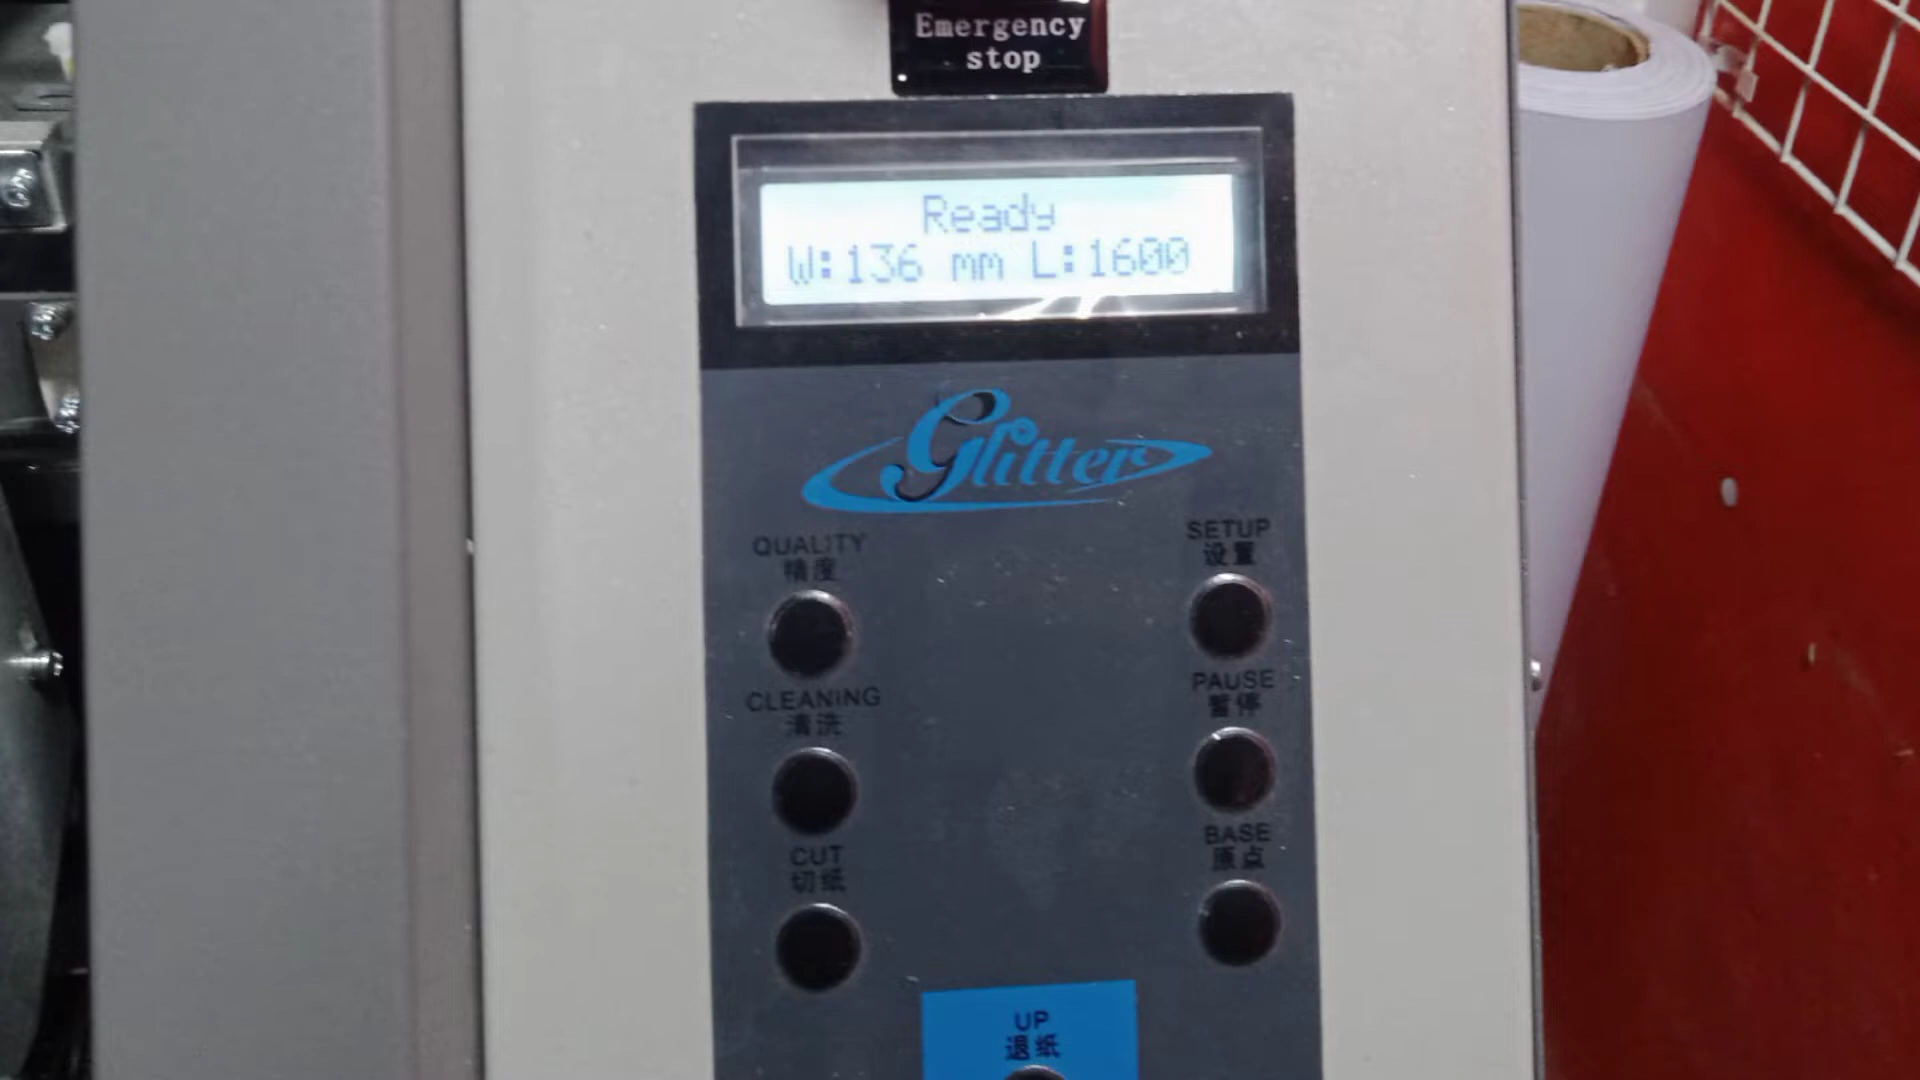 Emergency
stop
Ready
W:136 mm L:1600
Glitter
QUALITY
精度
SETUP
设置
CLEANING
清洗
PAUSE
暂停
CUT
切纸
BASE
原点
UP
退纸